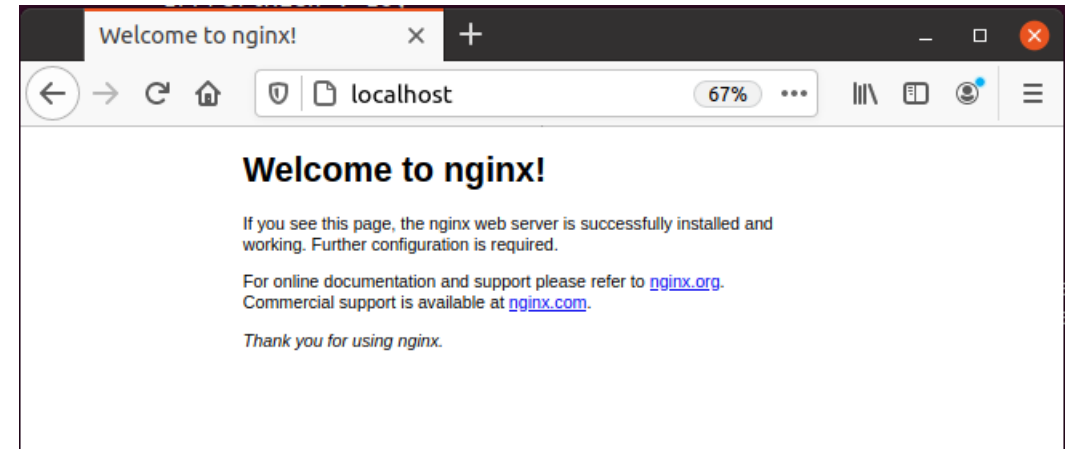 Welcome to nginx!
localhost
67%
Welcome to nginx!
If you see this page, the nginx web server is successfully installed and
working. Further configuration is required.
For online documentation and support please refer to nginx.org.
Commercial support is available at nginx.com.
Thank you for using nginx.